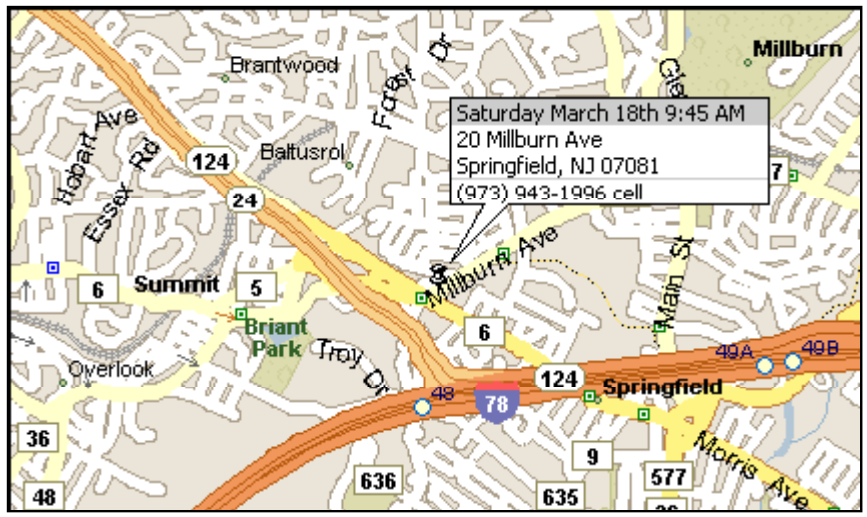 Millburn
Brantwood
Forest Dr
Gle
Saturday March 18th 9:45 AM
20 Millburn Ave
Springfield, NJ 07081
(973) 943-1996 cell
Hobart Ave
Essex Rd
124
Baltusrol
7
24
Millburn Ave
Main St
6
Summit
5
Briant
Park
Troy Dr
6
49A
49B
Overlook
48
78
124
Springfield
36
Morris Ave
9
577
636
635
48